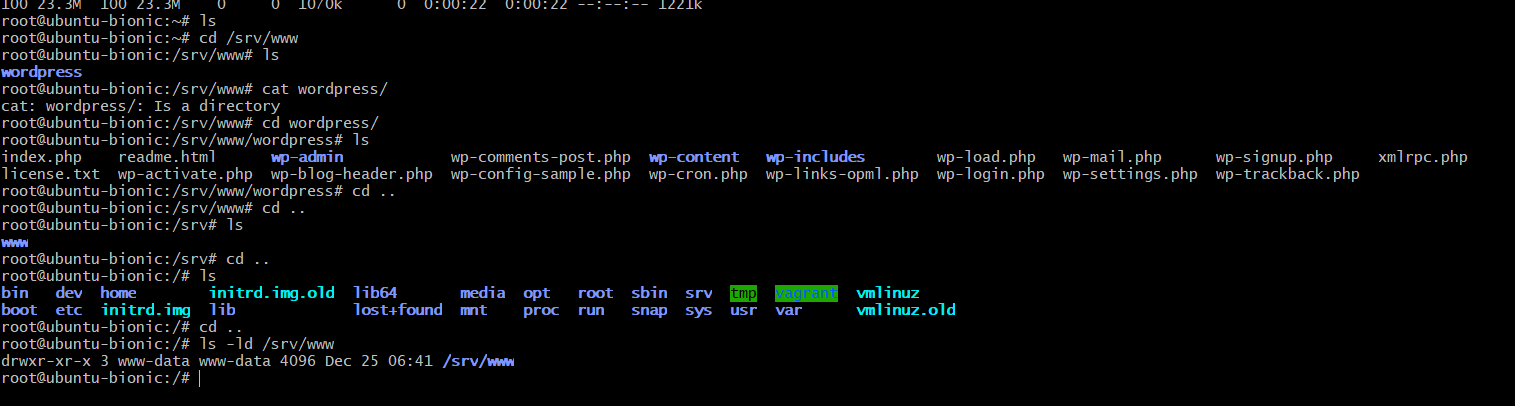 100 23.3M 100 23.3M 0 0 1070k 0 0:00:22 0:00:22 --:--:-- 1221k
root@ubuntu-bionic:~# ls
root@ubuntu-bionic:~# cd /srv/www
root@ubuntu-bionic:/srv/www# ls
wordpress
root@ubuntu-bionic:/srv/www# cat wordpress/
cat: wordpress/: Is a directory
root@ubuntu-bionic:/srv/www# cd wordpress/
root@ubuntu-bionic:/srv/www/wordpress# ls
index.php readme.html wp-admin wp-comments-post.php wp-content wp-includes wp-load.php wp-mail.php wp-signup.php xmlrpc.php
license.txt wp-activate.php wp-blog-header.php wp-config-sample.php wp-cron.php wp-links-opml.php wp-login.php wp-settings.php wp-trackback.php
root@ubuntu-bionic:/srv/www/wordpress# cd ..
root@ubuntu-bionic:/srv/www# cd ..
root@ubuntu-bionic:/srv# ls
www
root@ubuntu-bionic:/srv# cd ..
root@ubuntu-bionic:/# ls
bin dev home initrd.img.old lib64 media opt root sbin srv tmp vagrant vmlinuz
boot etc initrd.img lib lost+found mnt proc run snap sys usr var vmlinuz.old
root@ubuntu-bionic:/# cd ..
root@ubuntu-bionic:/# ls -ld /srv/www
drwxr-xr-x 3 www-data www-data 4096 Dec 25 06:41 /srv/www
root@ubuntu-bionic:/#